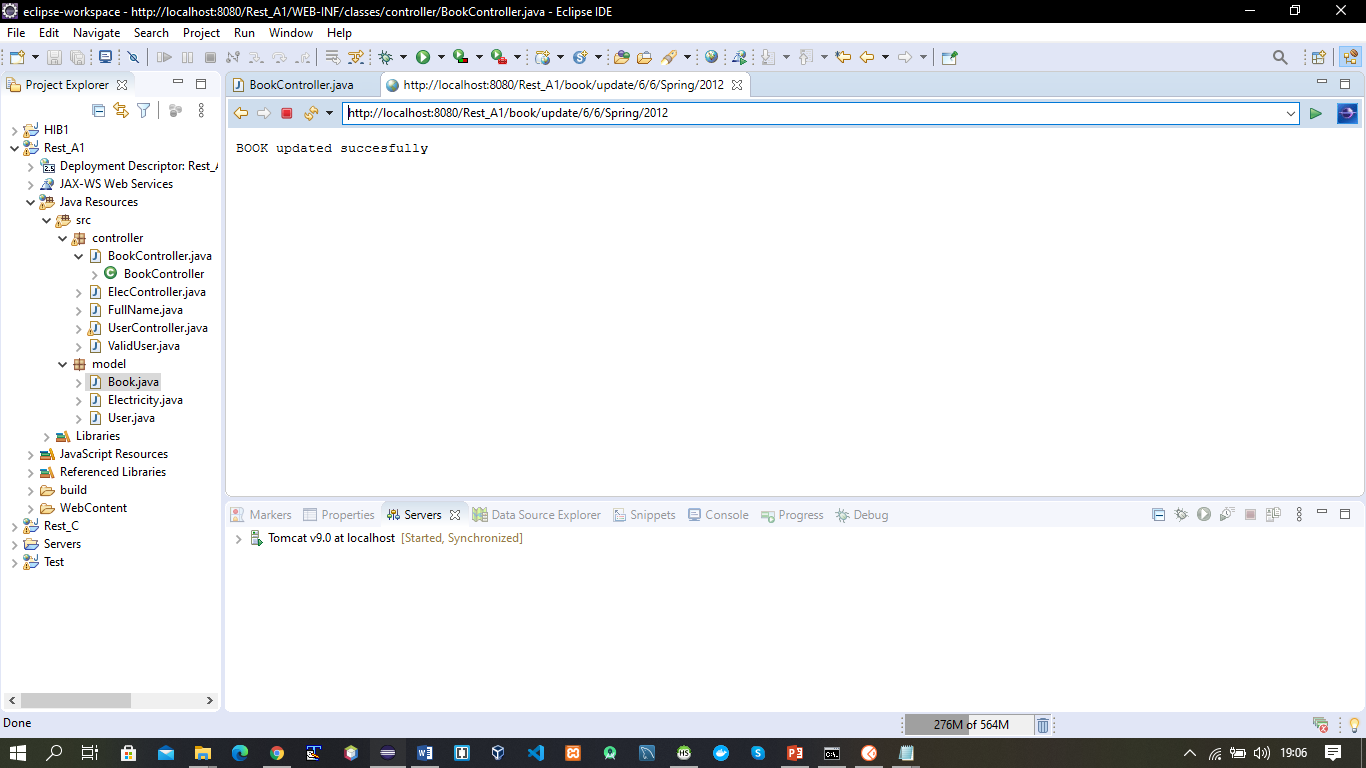 eclipse-workspace - http://localhost:8080/Rest_A1/WEB-INF/classes/controller/BookController.java - Eclipse IDE
File Edit Navigate Search Project Run Window Help
Project Explorer
HIB1
Rest_A1
Deployment Descriptor: Rest_A
JAX-WS Web Services
Java Resources
src
controller
BookController.java
BookController
ElecController.java
FullName.java
UserController.java
ValidUser.java
model
Book.java
Electricity.java
User.java
Libraries
JavaScript Resources
Referenced Libraries
build
WebContent
Rest_C
Servers
Test
BookController.java http://localhost:8080/Rest_A1/book/update/6/6/Spring/2012
http://localhost:8080/Rest_A1/book/update/6/6/Spring/2012
BOOK updated succesfully
Markers Properties Servers Data Source Explorer Snippets Console Progress Debug
Tomcat v9.0 at localhost [Started, Synchronized]
Done
276M of 564M
19:06